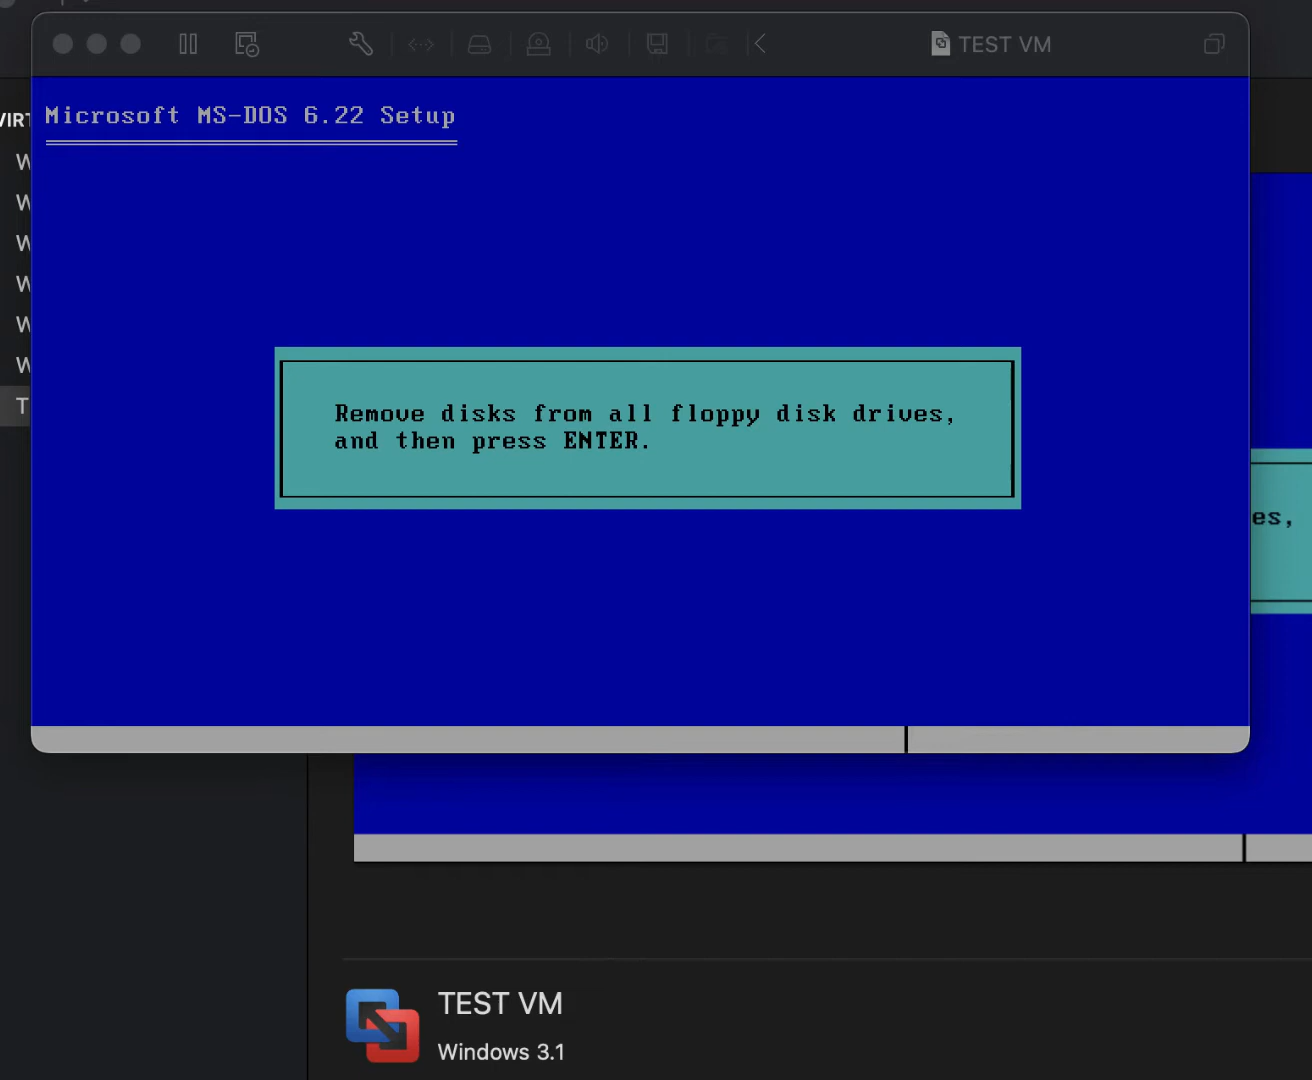 TEST VM
Microsoft MS-DOS 6.22 Setup
VIRT
W
W
W
W
W
W
T
Remove disks from all floppy disk drives,
and then press ENTER.
es,
TEST VM
Windows 3.1